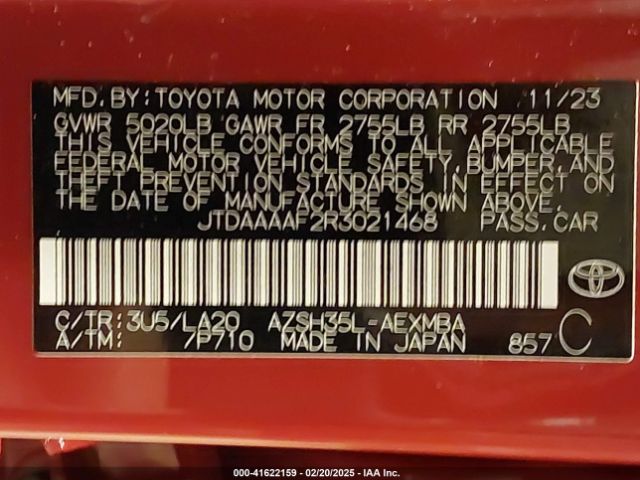 MFD.BY:TOYOTA MOTOR CORPORATION 11/23
GVWR 5020LB GAWR FR 2755LB RR 2755LB
THIS VEHICLE CONFORMS TO ALL APPLICABLE
FEDERAL MOTOR VEHICLE SAFETY,BUMPER,AND
THEFT PREVENTION STANDARDS IN EFFECT ON
THE DATE OF MANUFACTURE SHOWN ABOVE.
JTDAAAAF2R3021468 PASS.CAR
C/TR:3U5/LA20 AZSH35L-AEXMBA
A/TM: /P710 MADE IN JAPAN 857 C
000-41622159 - 02/20/2025 - IAA Inc.